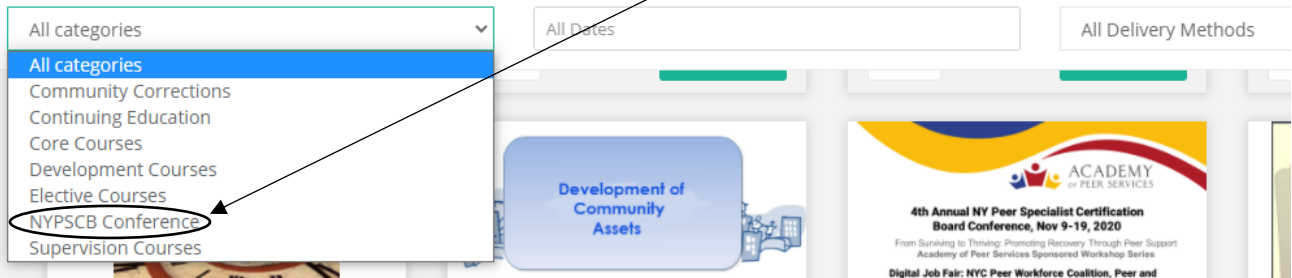 All categories
All Dates
All Delivery Methods
All categories
Community Corrections
Continuing Education
Core Courses
Development Courses
Elective Courses
NYPSCB Conference
Supervision Courses
Development of
Community
Assets
ACADEMY
OF PEER SERVICES
4th Annual NY Peer Specialist Certification
Board Conference, Nov 9-19, 2020
From Surviving to Thriving: Promoting Recovery Through Peer Support
Academy of Peer Services Sponsored Workshop Series
Digital Job Fair: NYC Peer Workforce Coalition, Peer and